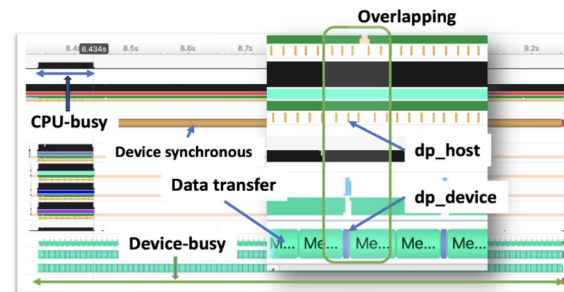 Overlapping
8.4s
8.434s
8.5s
8.6s
8.7s
9.2s
CPU-busy
Device synchronous
dp_host
Data transfer
dp_device
M...
Me...
Me...
Me...
Me...
Device-busy